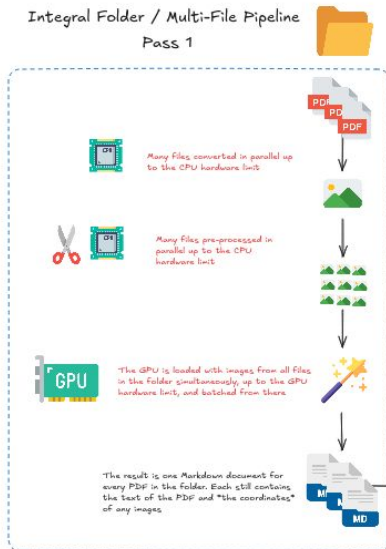 Integral Folder / Multi-File Pipeline
Pass 1
PDF
PDF
PDF
CPU
Many files converted in parallel up
to the CPU hardware limit
CPU
Many files pre-processed in
parallel up to the CPU
hardware limit
GPU
The GPU is loaded with images from all files
in the folder simultaneously, up to the GPU
hardware limit, and batched from there
The result is one Markdown document for
every PDF in the folder. Each still contains
the text of the PDF and *the coordinates*
of any images
MD